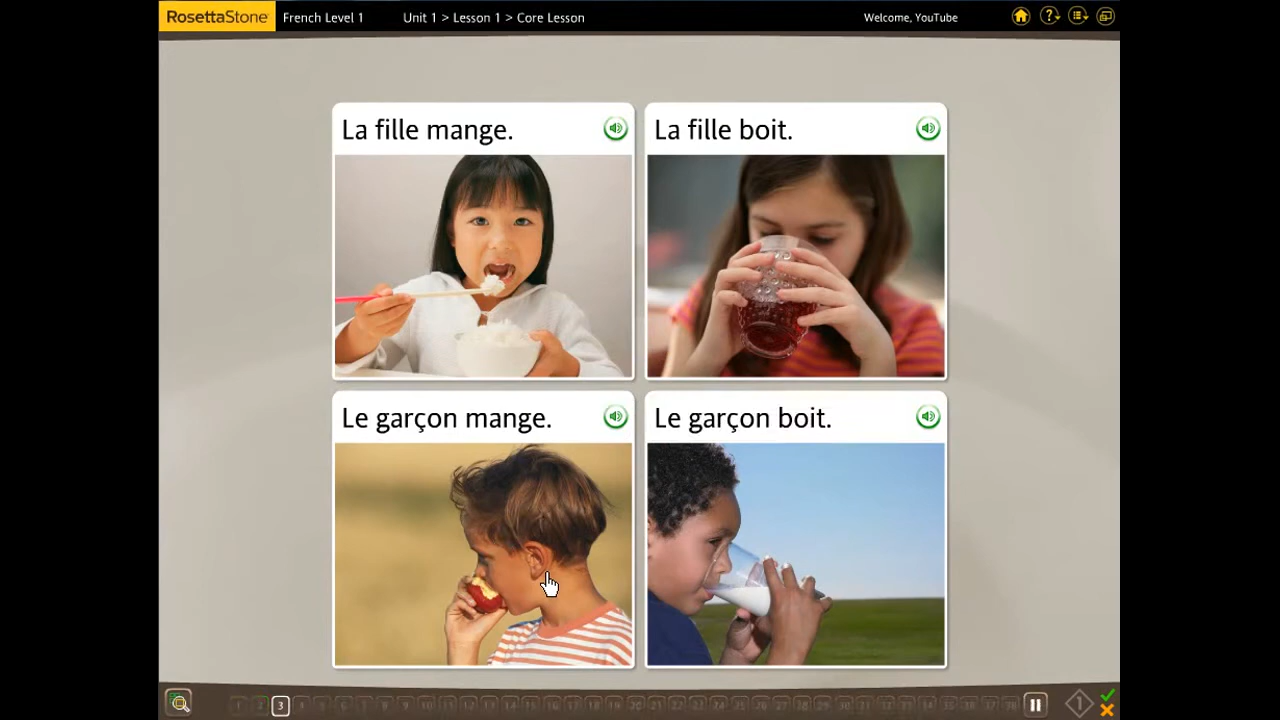 RosettaStone French Level 1 Unit 1 > Lesson 1 > Core Lesson Welcome, YouTube
La fille mange.
La fille boit.
Le garçon mange.
Le garçon boit.
3